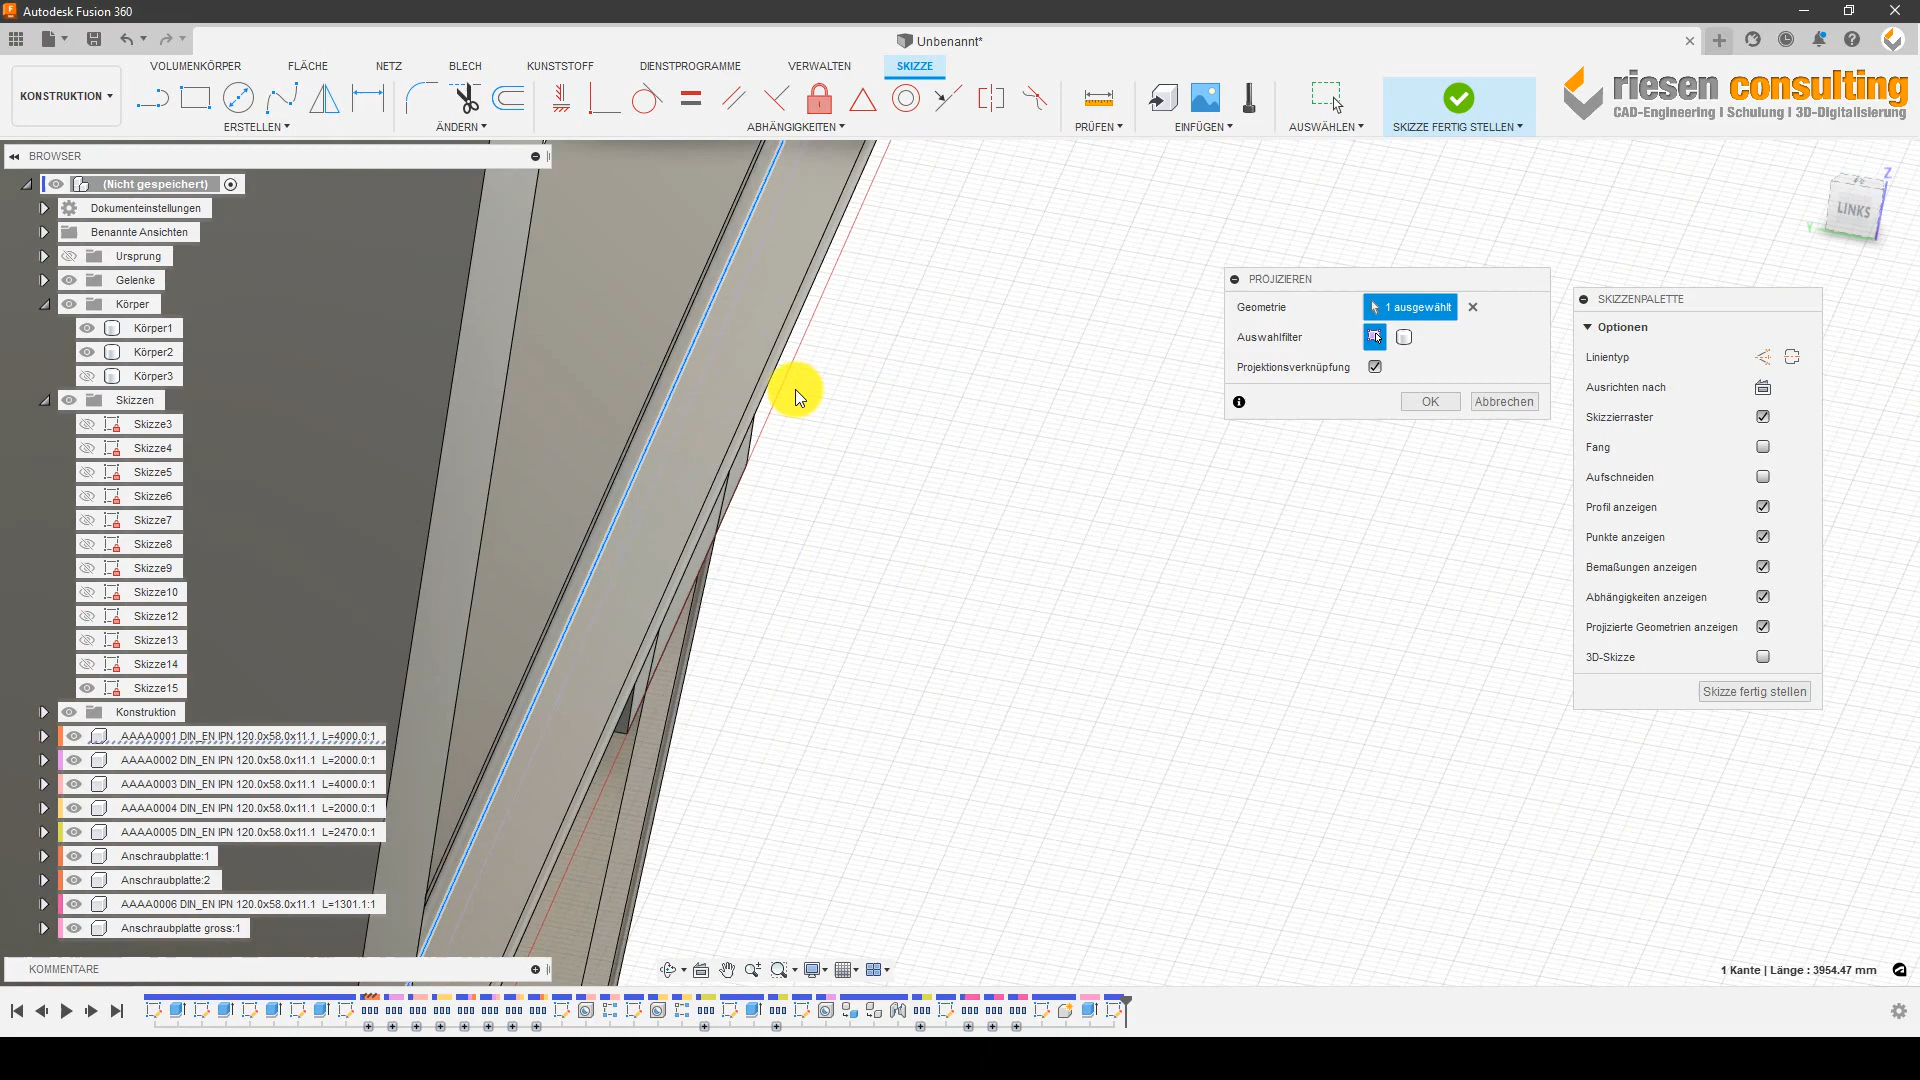 Autodesk Fusion 360
Unbenannt*
VOLUMENKÖRPER
FLÄCHE
NETZ
BLECH
KUNSTSTOFF
DIENSTPROGRAMME
VERWALTEN
SKIZZE
KONSTRUKTION
ERSTELLEN
ÄNDERN
ABHÄNGIGKEITEN
PRÜFEN
EINFÜGEN
AUSWÄHLEN
SKIZZE FERTIG STELLEN
riesen consulting
CAD-Engineering I Schulung I 3D-Digitalisierung
BROWSER
(Nicht gespeichert)
Dokumenteinstellungen
Benannte Ansichten
Ursprung
Gelenke
Körper
Körper1
Körper2
Körper3
Skizzen
Skizze3
Skizze4
Skizze5
Skizze6
Skizze7
Skizze8
Skizze9
Skizze10
Skizze12
Skizze13
Skizze14
Skizze15
Konstruktion
AAAA0001 DIN_EN IPN 120.0x58.0x11.1 L=4000.0:1
AAAA0002 DIN_EN IPN 120.0x58.0x11.1 L=2000.0:1
AAAA0003 DIN_EN IPN 120.0x58.0x11.1 L=4000.0:1
AAAA0004 DIN_EN IPN 120.0x58.0x11.1 L=2000.0:1
AAAA0005 DIN_EN IPN 120.0x58.0x11.1 L=2470.0:1
Anschraubplatte:1
Anschraubplatte:2
AAAA0006 DIN_EN IPN 120.0x58.0x11.1 L=1301.1:1
Anschraubplatte gross:1
KOMMENTARE
Z
LINKS
Y
PROJIZIEREN
Geometrie
1 ausgewählt
Auswahlfilter
Projektionsverknüpfung
OK
Abbrechen
SKIZZENPALETTE
Optionen
Linientyp
Ausrichten nach
Skizzierraster
Fang
Aufschneiden
Profil anzeigen
Punkte anzeigen
Bemaßungen anzeigen
Abhängigkeiten anzeigen
Projizierte Geometrien anzeigen
3D-Skizze
Skizze fertig stellen
1 Kante | Länge : 3954.47 mm